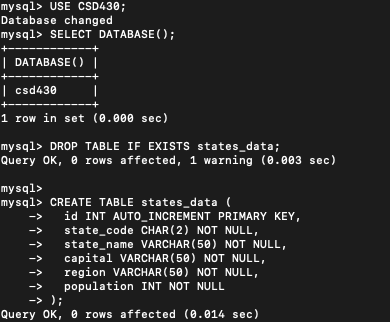 mysql> USE CSD430;
Database changed
mysql> SELECT DATABASE();
+------------+
| DATABASE() |
+------------+
| csd430     |
+------------+
1 row in set (0.000 sec)

mysql> DROP TABLE IF EXISTS states_data;
Query OK, 0 rows affected, 1 warning (0.003 sec)

mysql>
mysql> CREATE TABLE states_data (
    ->   id INT AUTO_INCREMENT PRIMARY KEY,
    ->   state_code CHAR(2) NOT NULL,
    ->   state_name VARCHAR(50) NOT NULL,
    ->   capital VARCHAR(50) NOT NULL,
    ->   region VARCHAR(50) NOT NULL,
    ->   population INT NOT NULL
    -> );
Query OK, 0 rows affected (0.014 sec)